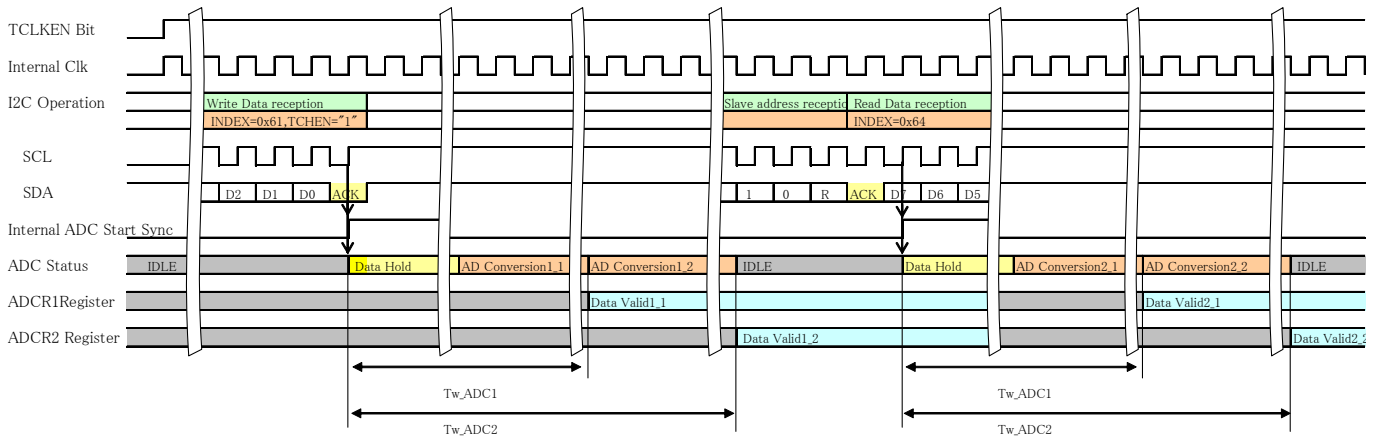 TCLKEN Bit
Internal Clk
I2C Operation Write Data reception Slave address receptio Read Data reception
INDEX=0x61,TCHEN="1" INDEX=0x64
SCL
SDA D2 D1 D0 ACK 1 0 R ACK D7 D6 D5
Internal ADC Start Sync
ADC Status IDLE Data Hold AD Conversion1_1 AD Conversion1_2 IDLE Data Hold AD Conversion2_1 AD Conversion2_2 IDLE
ADCR1Register Data Valid1_1 Data Valid2_1
ADCR2 Register Data Valid1_2 Data Valid2_2
Tw_ADC1 Tw_ADC1
Tw_ADC2 Tw_ADC2